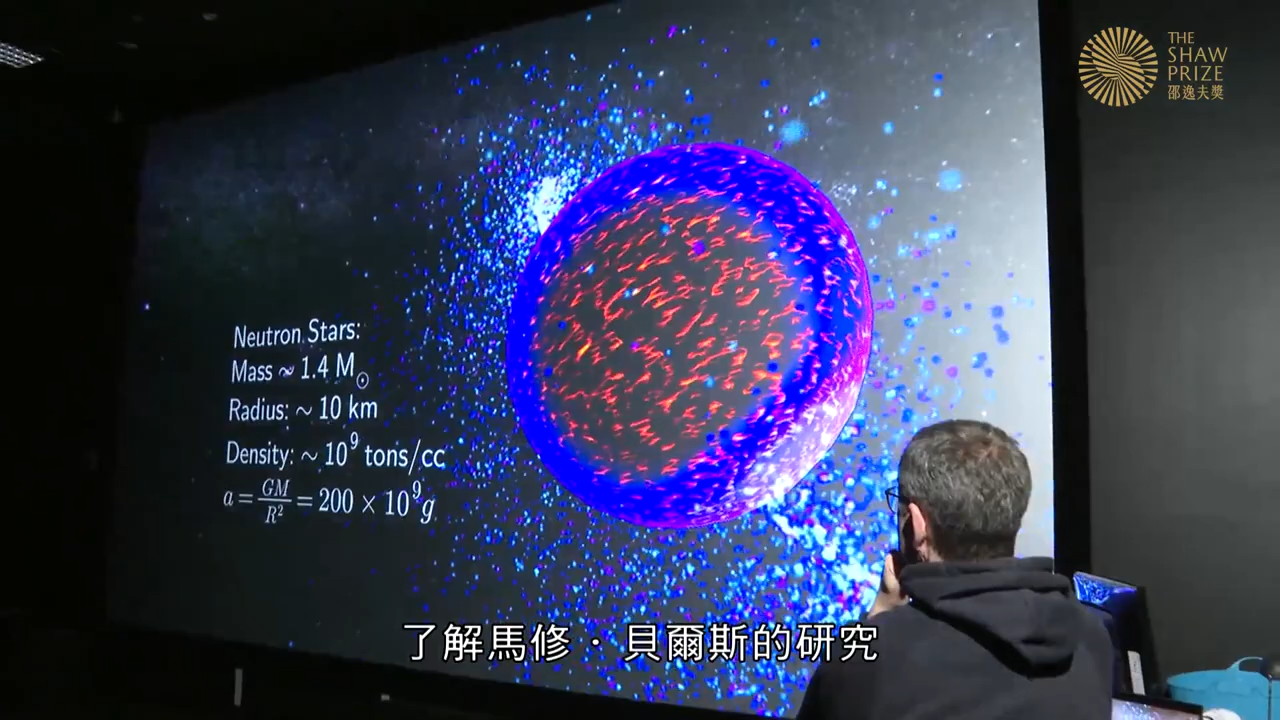 THE
SHAW
PRIZE
邵逸夫獎
Neutron Stars:
Mass ~ 1.4 M⊙
Radius: ~ 10 km
Density: ~ 10⁹ tons/cc
a = GM/R² = 200 × 10⁹g
了解馬修．貝爾斯的研究